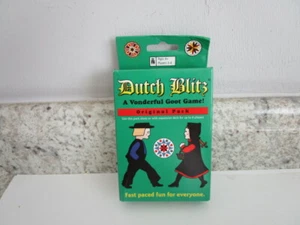 Dutch Blitz
A Vonderful Goot Game!
Original Pack
Fast paced fun for everyone.